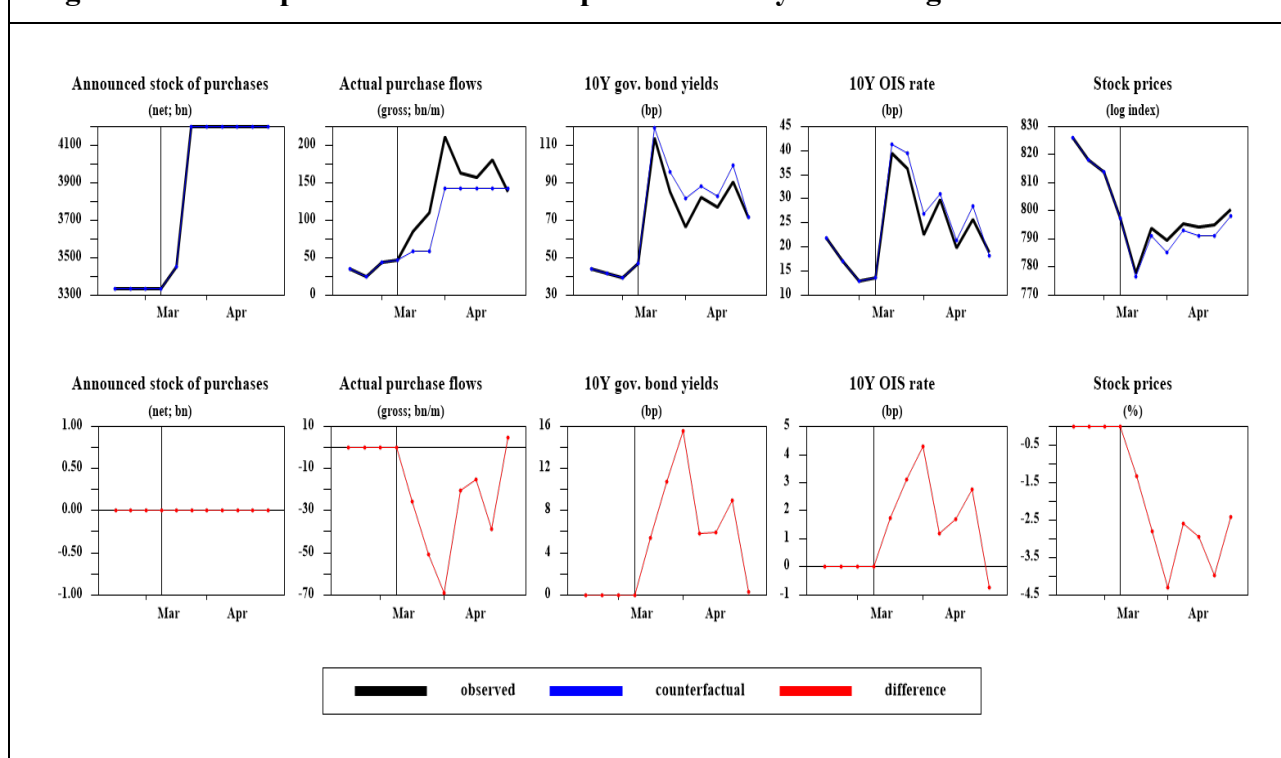 Announced stock of purchases
(net; bn)
4100
3900
3700
3500
3300
Mar Apr
Actual purchase flows
(gross; bn/m)
200
150
100
50
0
Mar Apr
10Y gov. bond yields
(bp)
110
90
70
50
30
Mar Apr
10Y OIS rate
(bp)
45
40
35
30
25
20
15
10
Mar Apr
Stock prices
(log index)
830
820
810
800
790
780
770
Mar Apr
Announced stock of purchases
(net; bn)
1.00
0.50
0.00
-0.50
-1.00
Mar Apr
Actual purchase flows
(gross; bn/m)
10
-10
-30
-50
-70
Mar Apr
10Y gov. bond yields
(bp)
16
12
8
4
0
Mar Apr
10Y OIS rate
(bp)
5
4
3
2
1
0
-1
Mar Apr
Stock prices
(%)
-0.5
-1.5
-2.5
-3.5
-4.5
Mar Apr
observed counterfactual difference